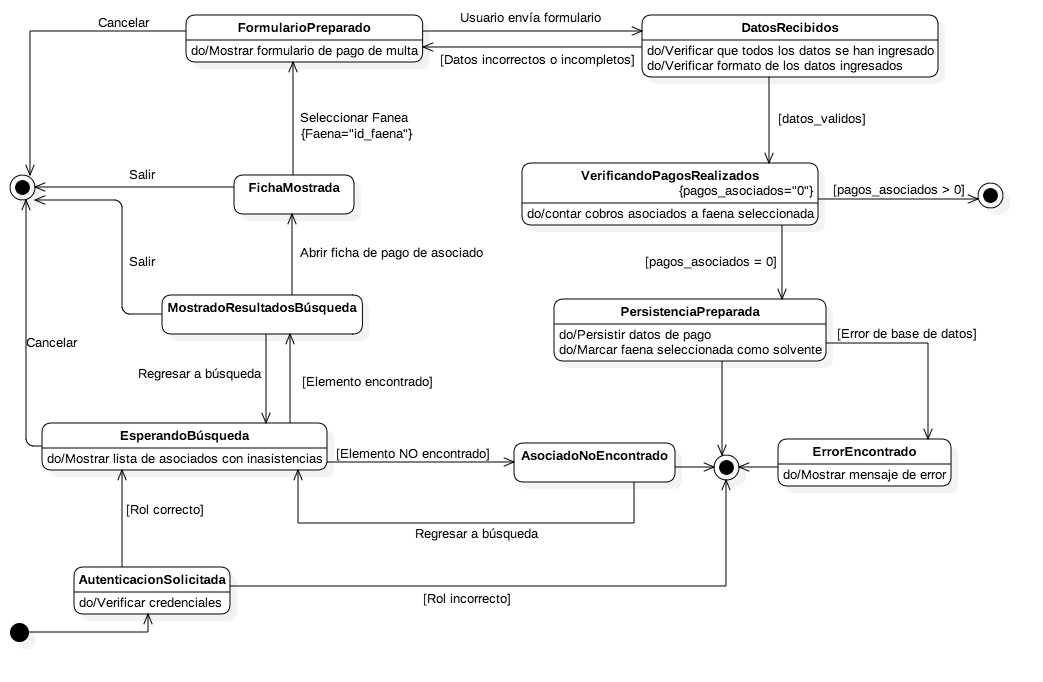 Cancelar
FormularioPreparado
do/Mostrar formulario de pago de multa
Usuario envía formulario
[Datos incorrectos o incompletos]
DatosRecibidos
do/Verificar que todos los datos se han ingresado
do/Verificar formato de los datos ingresados
Seleccionar Fanea
{Faena="id_faena"}
[datos_validos]
Salir
FichaMostrada
VerificandoPagosRealizados
{pagos_asociados="0"}
do/contar cobros asociados a faena seleccionada
[pagos_asociados > 0]
Abrir ficha de pago de asociado
Salir
[pagos_asociados = 0]
MostradoResultadosBúsqueda
PersistenciaPreparada
do/Persistir datos de pago
do/Marcar faena seleccionada como solvente
[Error de base de datos]
Cancelar
Regresar a búsqueda
[Elemento encontrado]
EsperandoBúsqueda
do/Mostrar lista de asociados con inasistencias
[Elemento NO encontrado]
AsociadoNoEncontrado
ErrorEncontrado
do/Mostrar mensaje de error
[Rol correcto]
Regresar a búsqueda
AutenticacionSolicitada
do/Verificar credenciales
[Rol incorrecto]